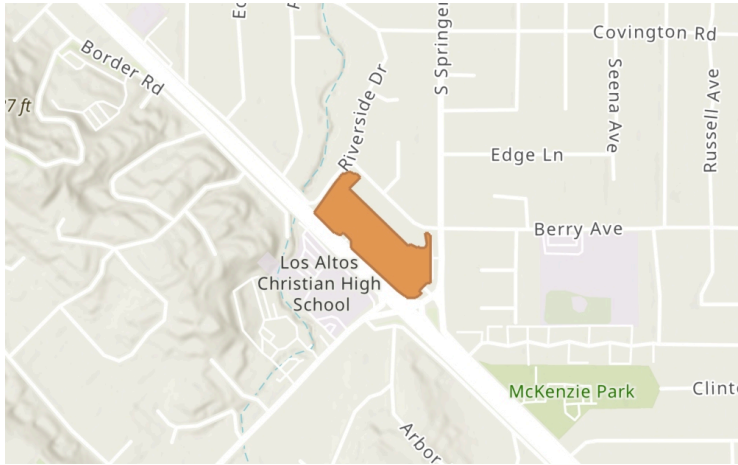 Covington Rd
Border Rd
S Springer
Riverside Dr
Seena Ave
Russell Ave
Edge Ln
Berry Ave
Los Altos
Christian High
School
McKenzie Park
Arbor